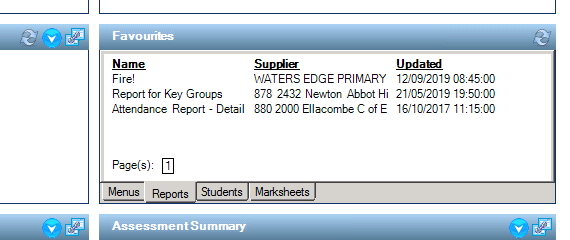 Favourites
Name Supplier Updated
Fire! WATERS EDGE PRIMARY 12/09/2019 08:45:00
Report for Key Groups 878 2432 Newton Abbot Hi 21/05/2019 19:50:00
Attendance Report - Detail 880 2000 Ellacombe C of E 16/10/2017 11:15:00
Page(s): 1
Menus Reports Students Marksheets
Assessment Summary